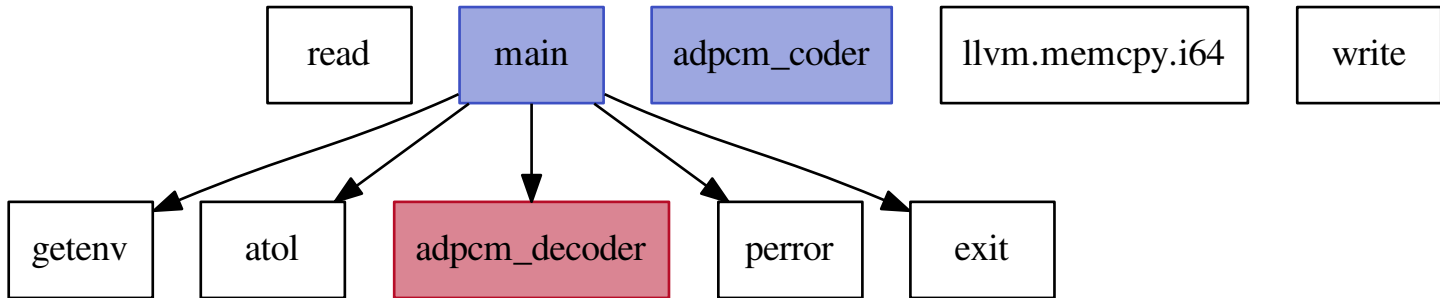 read
main
adpcm_coder
llvm.memcpy.i64
write
getenv
atol
adpcm_decoder
perror
exit